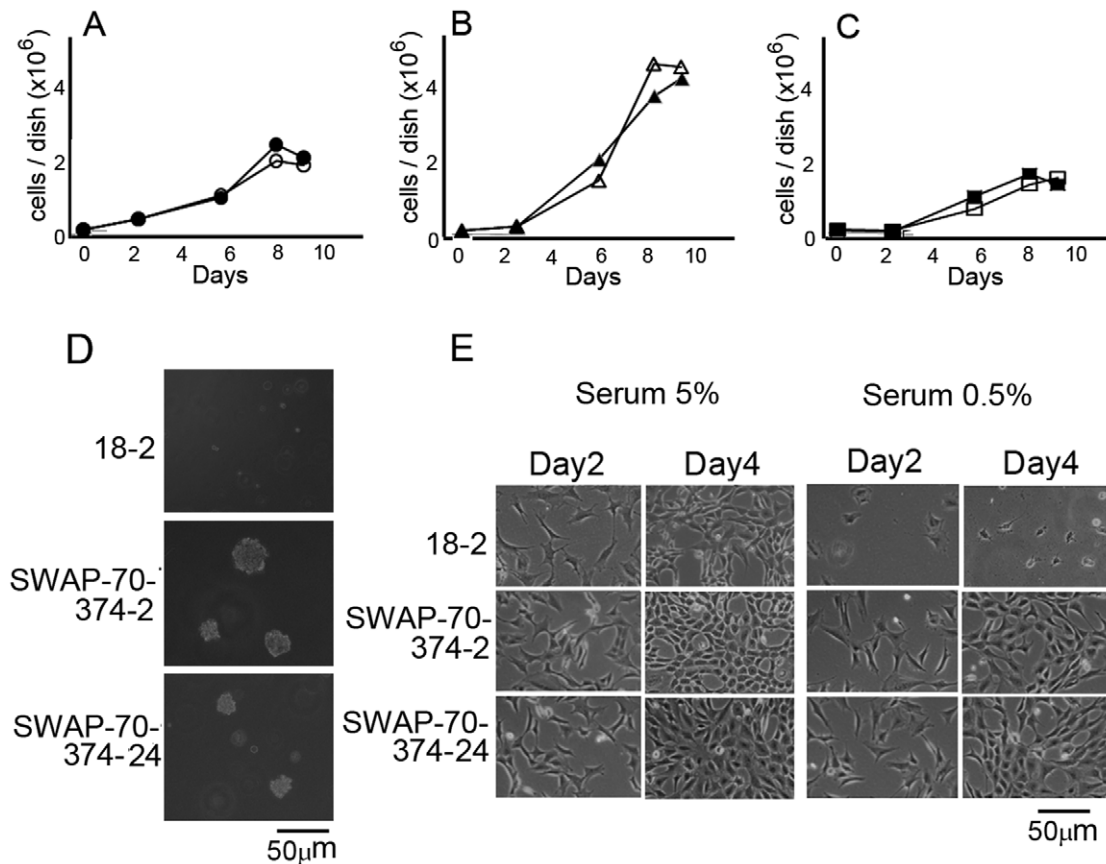 A
cells / dish (x10⁶)
4
2
0
0 2 4 6 8 10
Days
B
cells / dish (x10⁶)
4
2
0
0 2 4 6 8 10
Days
C
cells / dish (x10⁶)
4
2
0
0 2 4 6 8 10
Days
D
18-2
SWAP-70-
374-2
SWAP-70-
374-24
50μm
E
Serum 5% Serum 0.5%
Day2 Day4 Day2 Day4
18-2
SWAP-70-
374-2
SWAP-70-
374-24
50μm